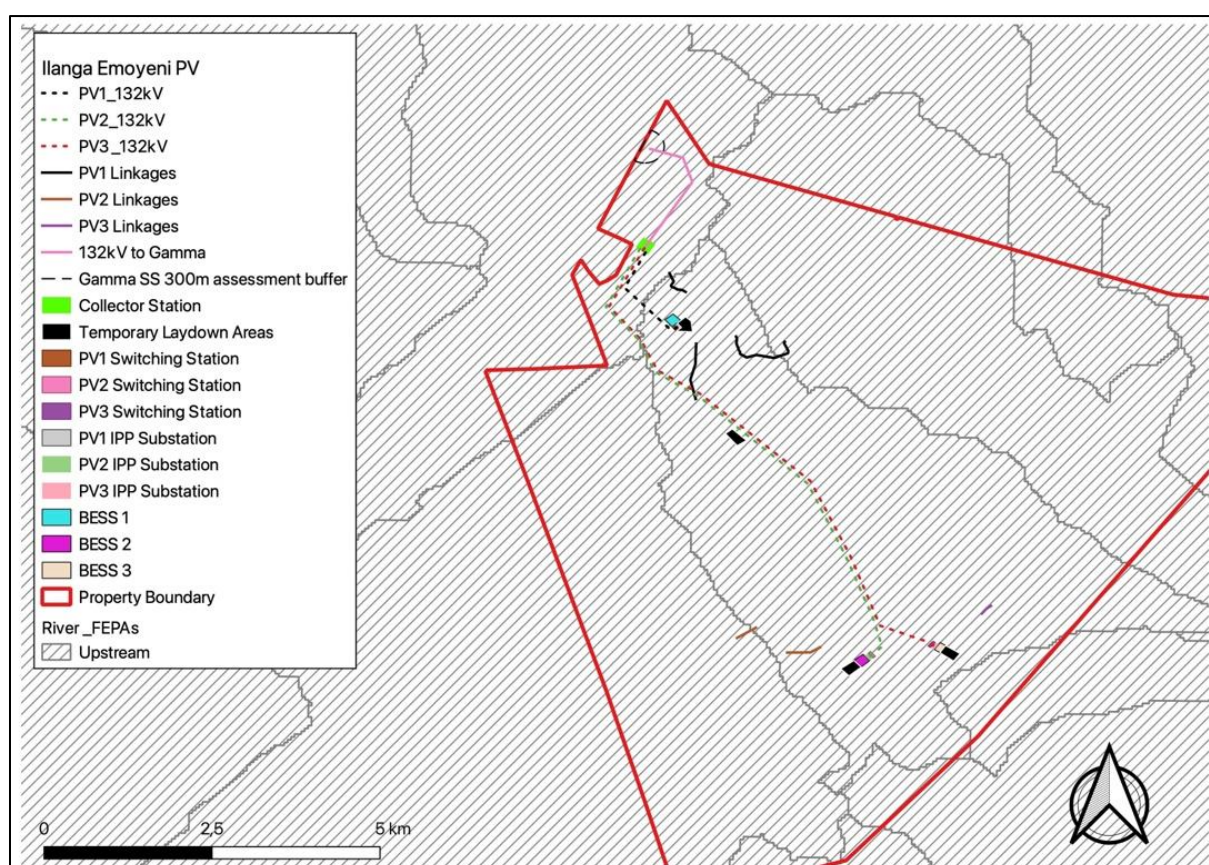 Ilanga Emoyeni PV
PV1_132kV
PV2_132kV
PV3 _132kV
PV1 Linkages
PV2 Linkages
PV3 Linkages
132kV to Gamma
Gamma SS 300m assessment buffer
Collector Station
Temporary Laydown Areas
PV1 Switching Station
PV2 Switching Station
PV3 Switching Station
PV1 IPP Substation
PV2 IPP Substation
PV3 IPP Substation
BESS 1
BESS 2
BESS 3
Property Boundary
River _FEPAs
Upstream
0 2,5 5 km